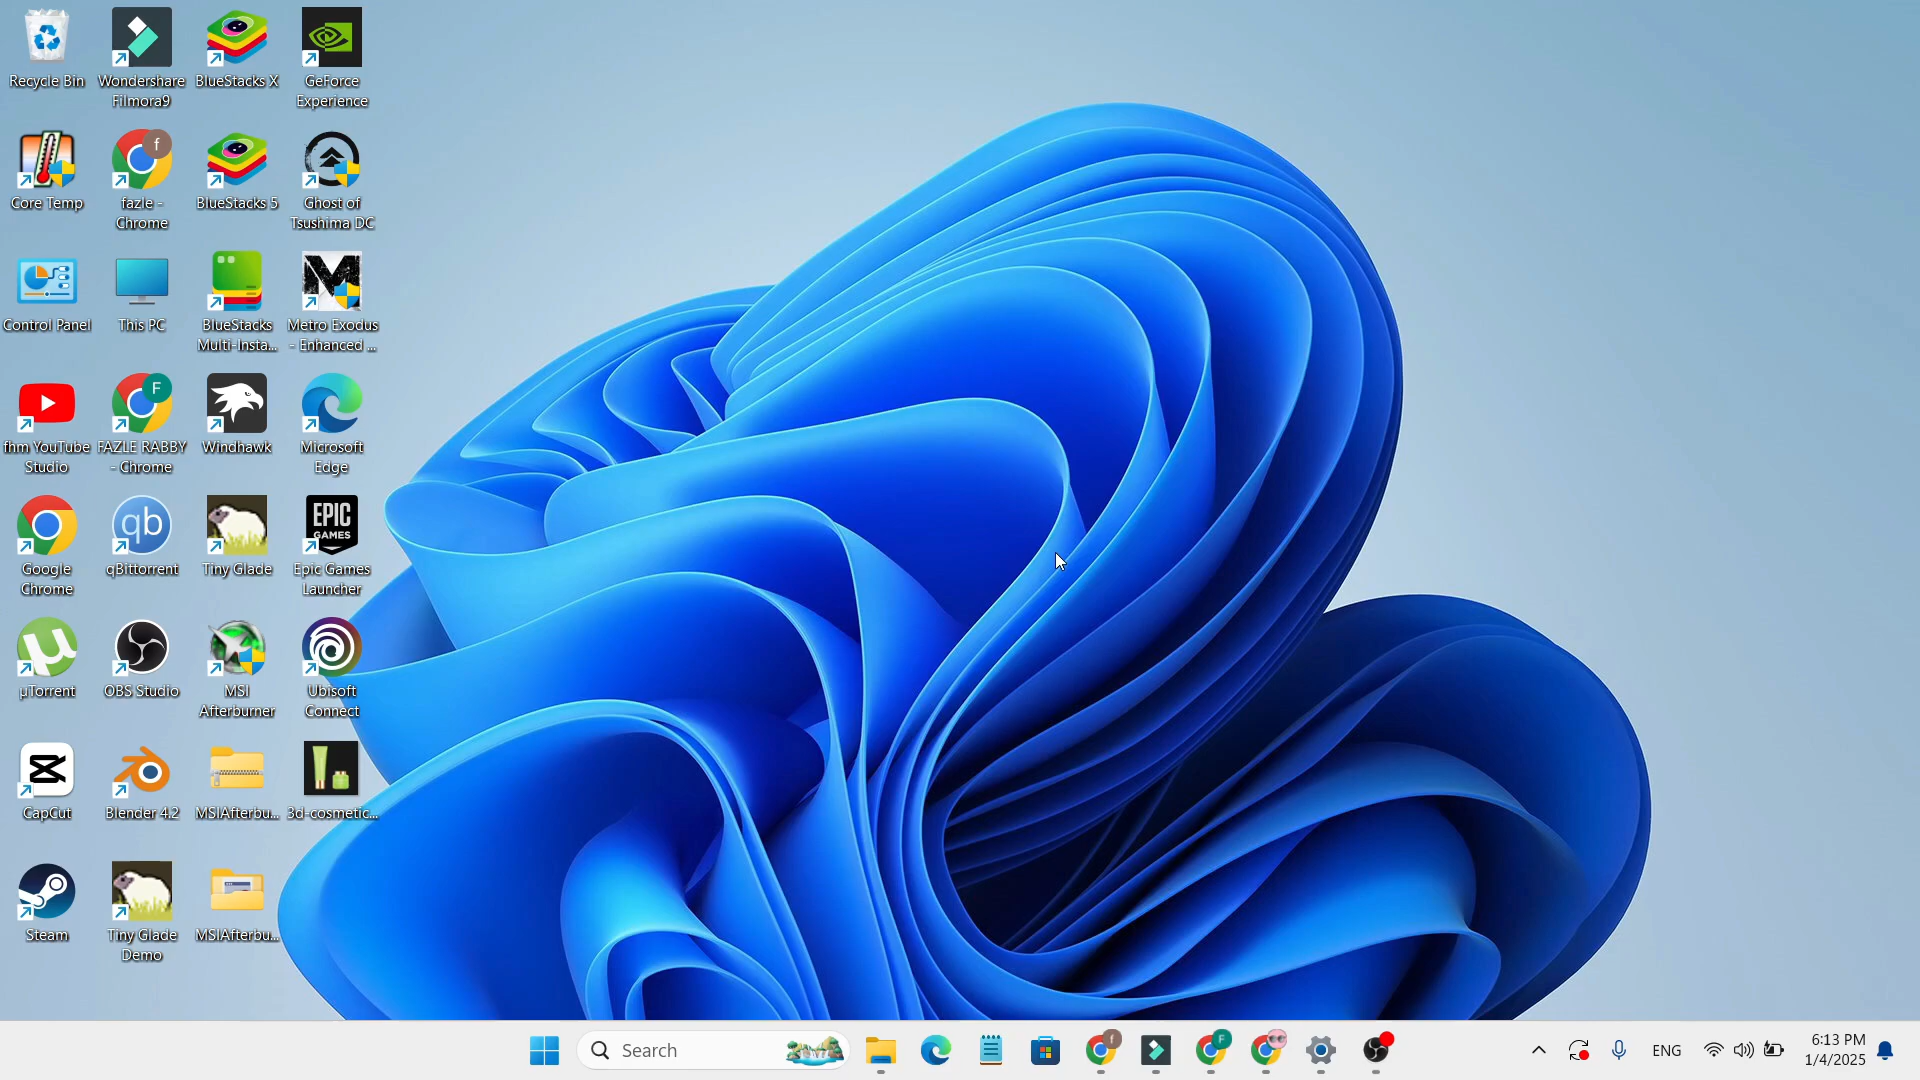 Recycle Bin
Wondershare
Filmora9
BlueStacks X
GeForce
Experience
Core Temp
f
fazle -
Chrome
BlueStacks 5
Ghost of
Tsushima DC
Control Panel
This PC
BlueStacks
Multi-Insta...
M
Metro Exodus
- Enhanced ...
fhm YouTube
Studio
F
FAZLE RABBY
- Chrome
Windhawk
Microsoft
Edge
Google
Chrome
qb
qBittorrent
Tiny Glade
EPIC
GAMES
Epic Games
Launcher
µ
µTorrent
OBS Studio
MSI
Afterburner
Ubisoft
Connect
CapCut
Blender 4.2
MSIAfterbu...
3d-cosmetic...
Steam
Tiny Glade
Demo
MSIAfterbu...
Search
f
F
ENG
6:13 PM
1/4/2025